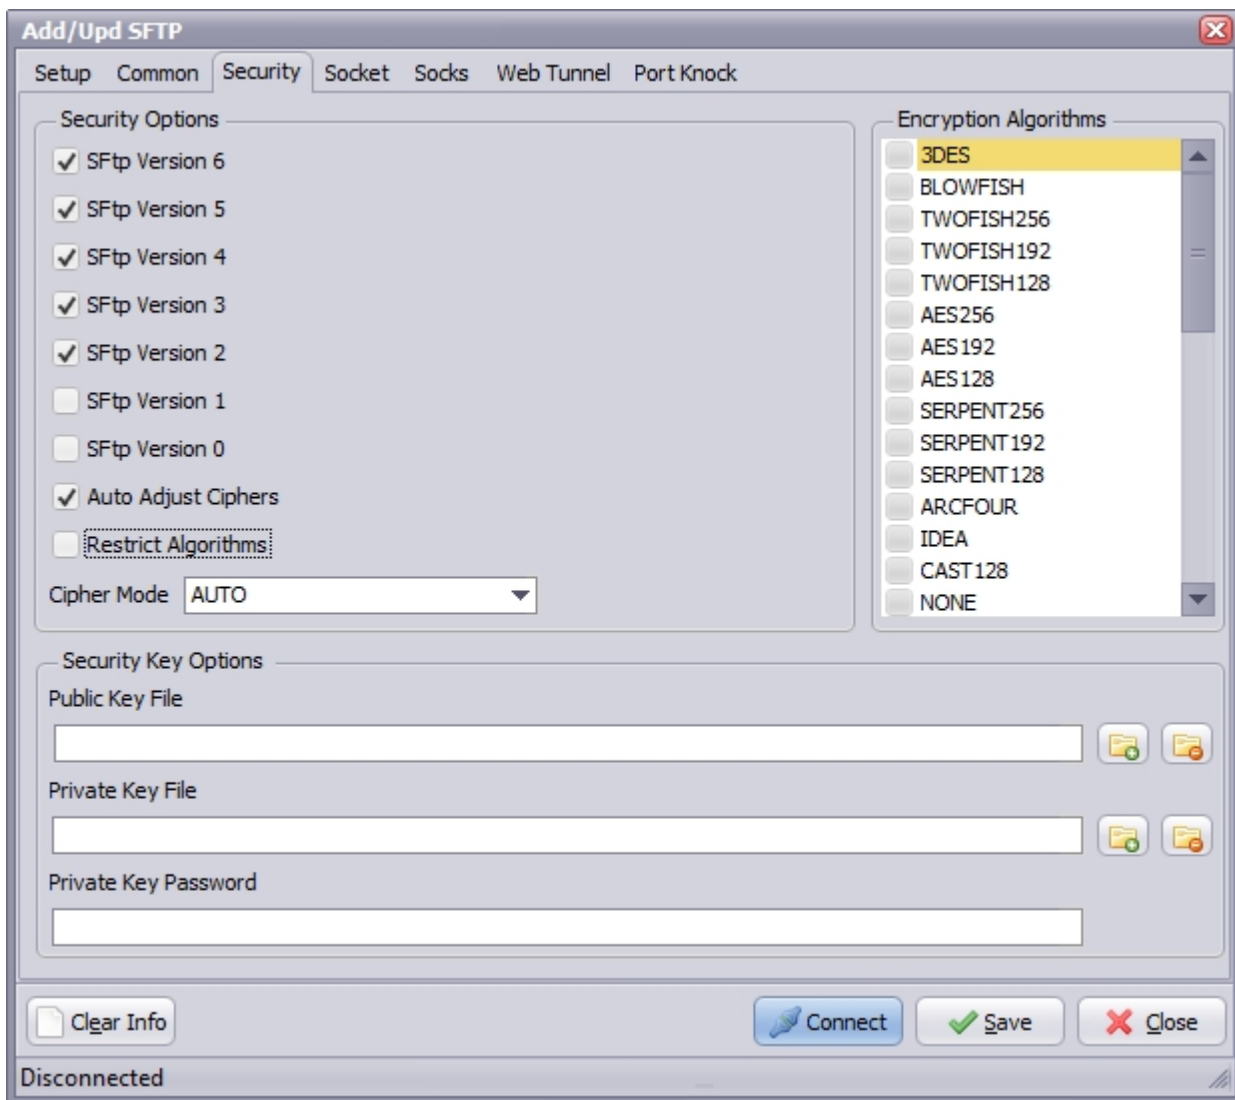 Add/Upd SFTP
Setup Common Security Socket Socks Web Tunnel Port Knock
Security Options
SFtp Version 6
SFtp Version 5
SFtp Version 4
SFtp Version 3
SFtp Version 2
SFtp Version 1
SFtp Version 0
Auto Adjust Ciphers
Restrict Algorithms
Cipher Mode AUTO
Encryption Algorithms
3DES
BLOWFISH
TWOFISH256
TWOFISH192
TWOFISH128
AES256
AES192
AES128
SERPENT256
SERPENT192
SERPENT128
ARCFOUR
IDEA
CAST128
NONE
Security Key Options
Public Key File
Private Key File
Private Key Password
Clear Info Connect Save Close
Disconnected